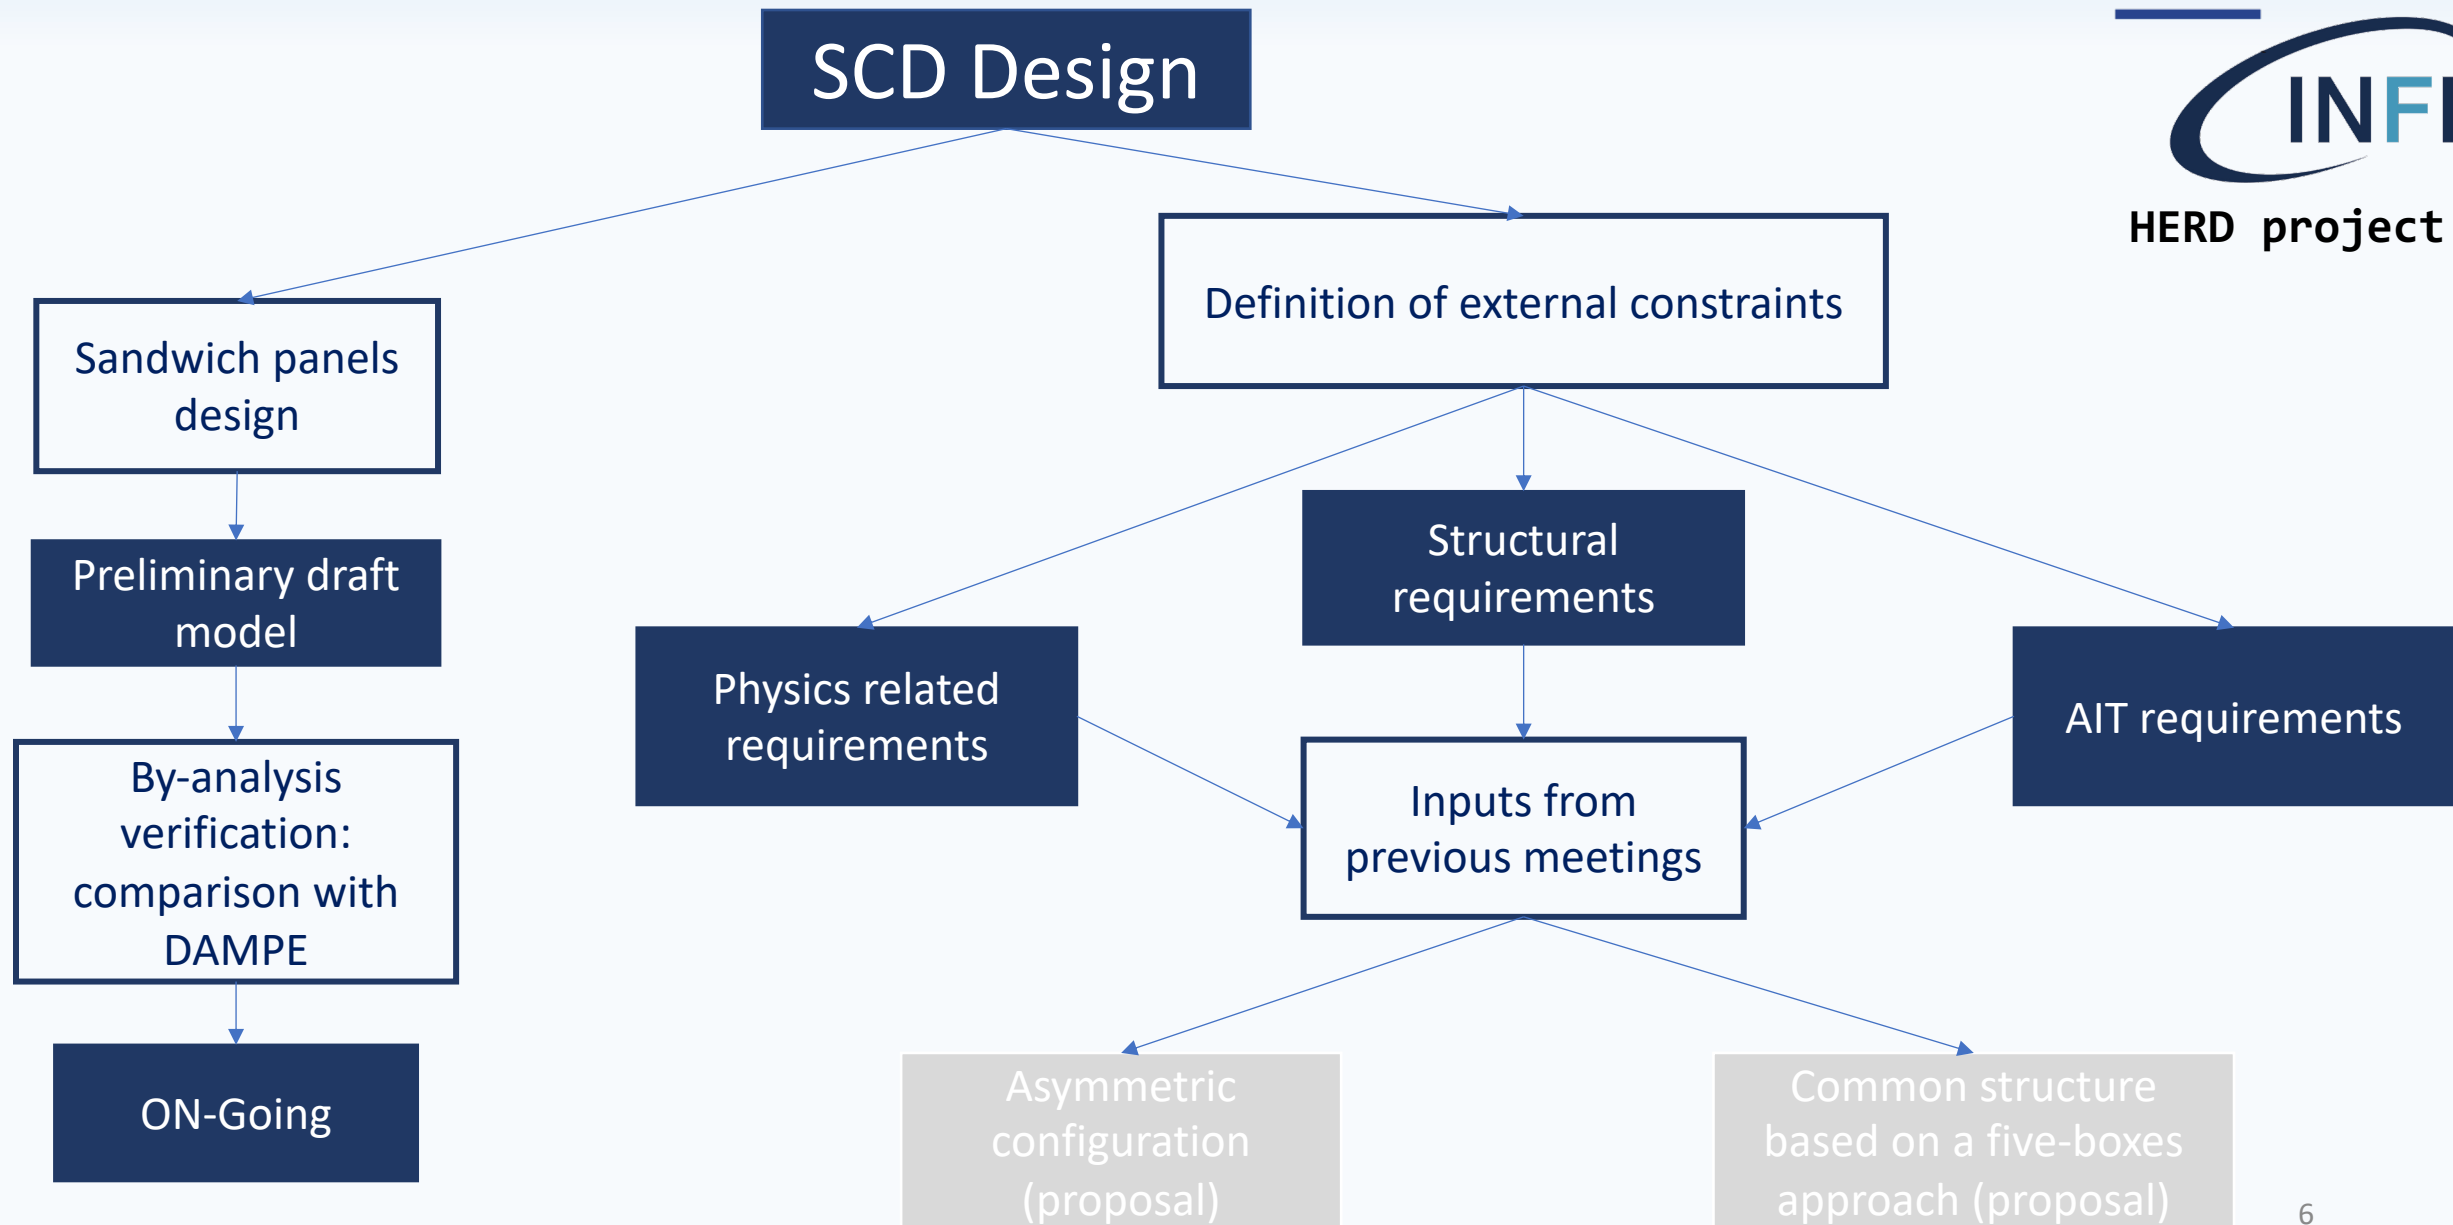 SCD Design
INF
HERD project
Definition of external constraints
Sandwich panels
design
Preliminary draft
model
By-analysis
verification:
comparison with
DAMPE
ON-Going
Structural
requirements
Physics related
requirements
AIT requirements
Inputs from
previous meetings
Asymmetric
configuration
(proposal)
Common structure
based on a five-boxes
approach (proposal)
6